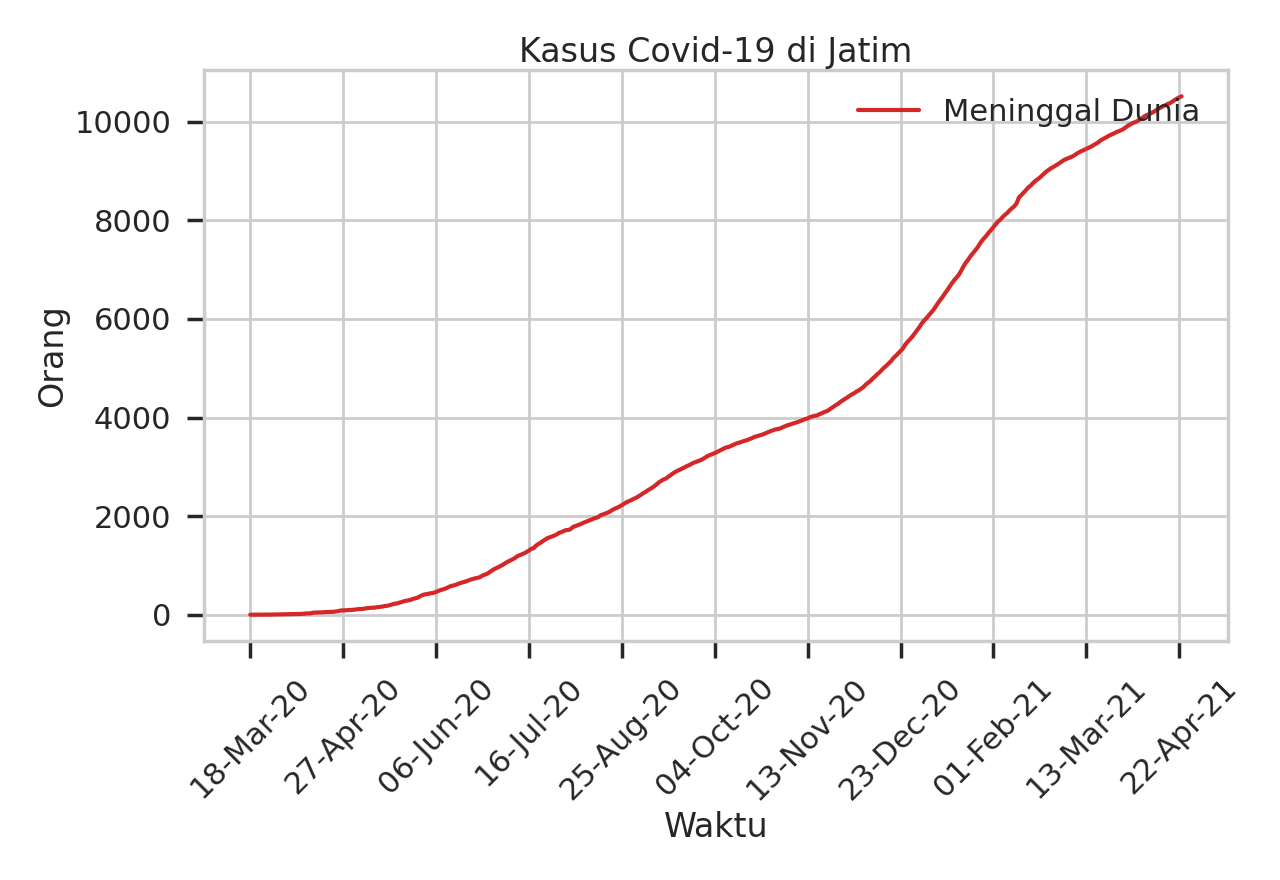 Kasus Covid-19 di Jatim
Meninggal Dunia
Orang
10000
8000
6000
4000
2000
0
18-Mar-20
27-Apr-20
06-Jun-20
16-Jul-20
25-Aug-20
04-Oct-20
13-Nov-20
23-Dec-20
01-Feb-21
13-Mar-21
22-Apr-21
Waktu